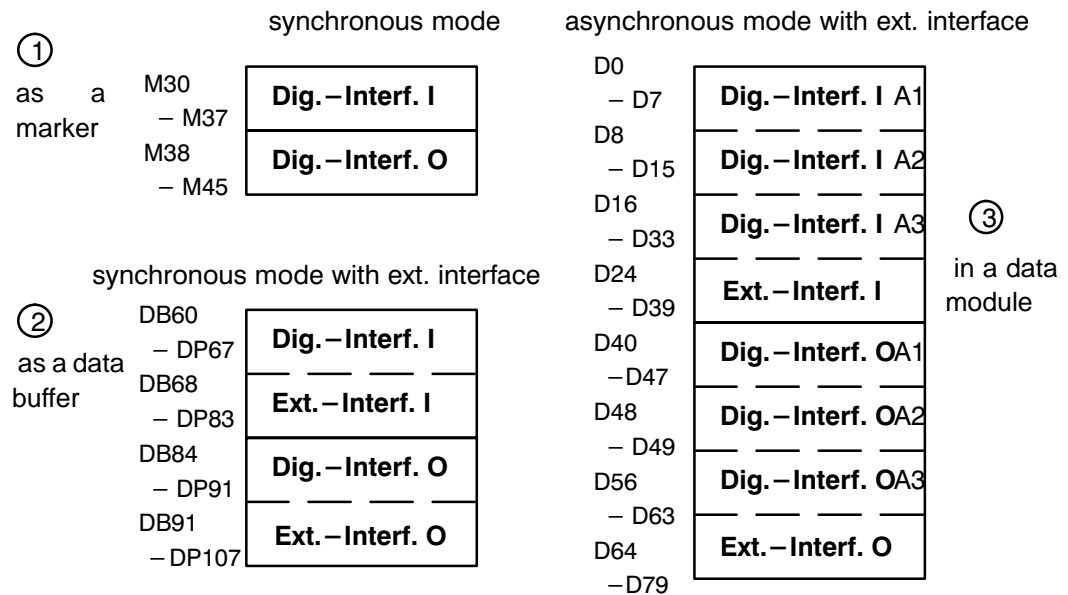 synchronous mode
① as a marker
M30
– M37
Dig.–Interf. I
M38
– M45
Dig.–Interf. O
synchronous mode with ext. interface
② as a data buffer
DB60
– DP67
Dig.–Interf. I
DB68
– DP83
Ext.–Interf. I
DB84
– DP91
Dig.–Interf. O
DB91
– DP107
Ext.–Interf. O
asynchronous mode with ext. interface
D0
– D7
Dig.–Interf. I A1
D8
– D15
Dig.–Interf. I A2
D16
– D33
Dig.–Interf. I A3
D24
– D39
Ext.–Interf. I
D40
–D47
Dig.–Interf. OA1
D48
– D49
Dig.–Interf. OA2
D56
– D63
Dig.–Interf. OA3
D64
–D79
Ext.–Interf. O
③
in a data
module